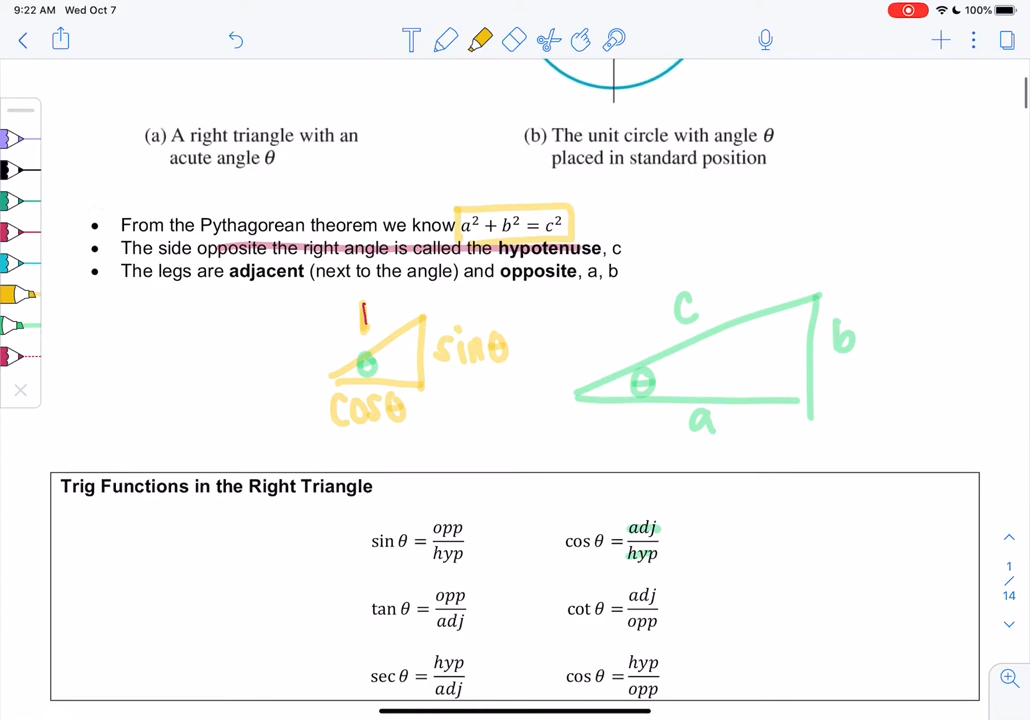 9:22 AM Wed Oct 7
100%
(a) A right triangle with an
acute angle θ
(b) The unit circle with angle θ
placed in standard position
• From the Pythagorean theorem we know a² + b² = c²
• The side opposite the right angle is called the hypotenuse, c
• The legs are adjacent (next to the angle) and opposite, a, b
1
θ
sinθ
cosθ
c
θ
b
a
Trig Functions in the Right Triangle
sin θ = opp/hyp
cos θ = adj/hyp
tan θ = opp/adj
cot θ = adj/opp
sec θ = hyp/adj
cos θ = hyp/opp
1
/
14